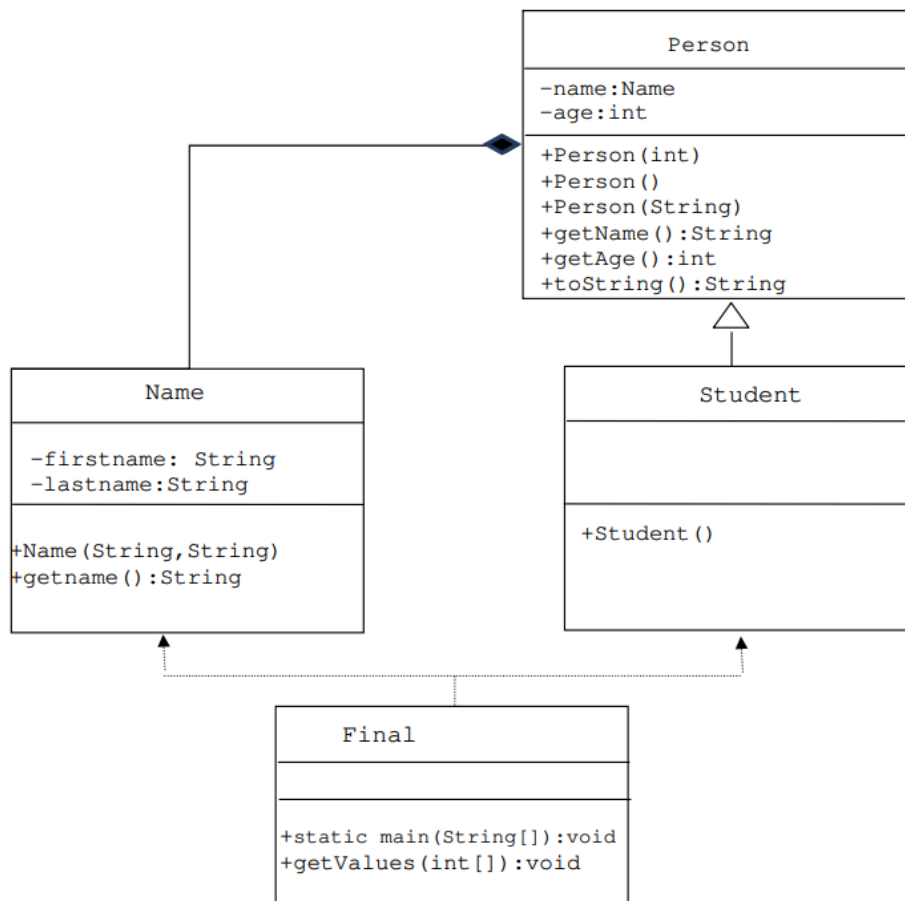 Person
-name:Name
-age:int
+Person(int)
+Person()
+Person(String)
+getName():String
+getAge():int
+toString():String
Name
-firstname: String
-lastname:String
+Name(String,String)
+getname():String
Student
+Student()
Final
+static main(String[]):void
+getValues(int[]):void